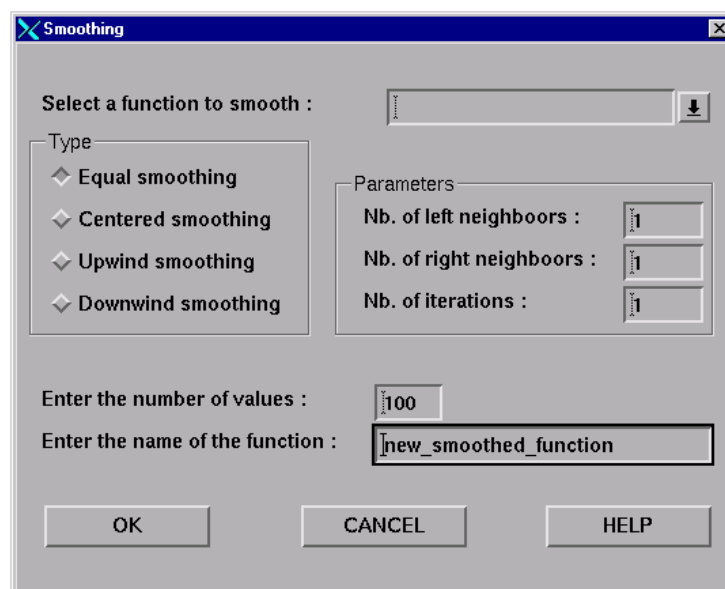 Smoothing
Select a function to smooth :
Type
Equal smoothing
Centered smoothing
Upwind smoothing
Downwind smoothing
Parameters
Nb. of left neighboors : 1
Nb. of right neighboors : 1
Nb. of iterations : 1
Enter the number of values : 100
Enter the name of the function : new_smoothed_function
OK CANCEL HELP